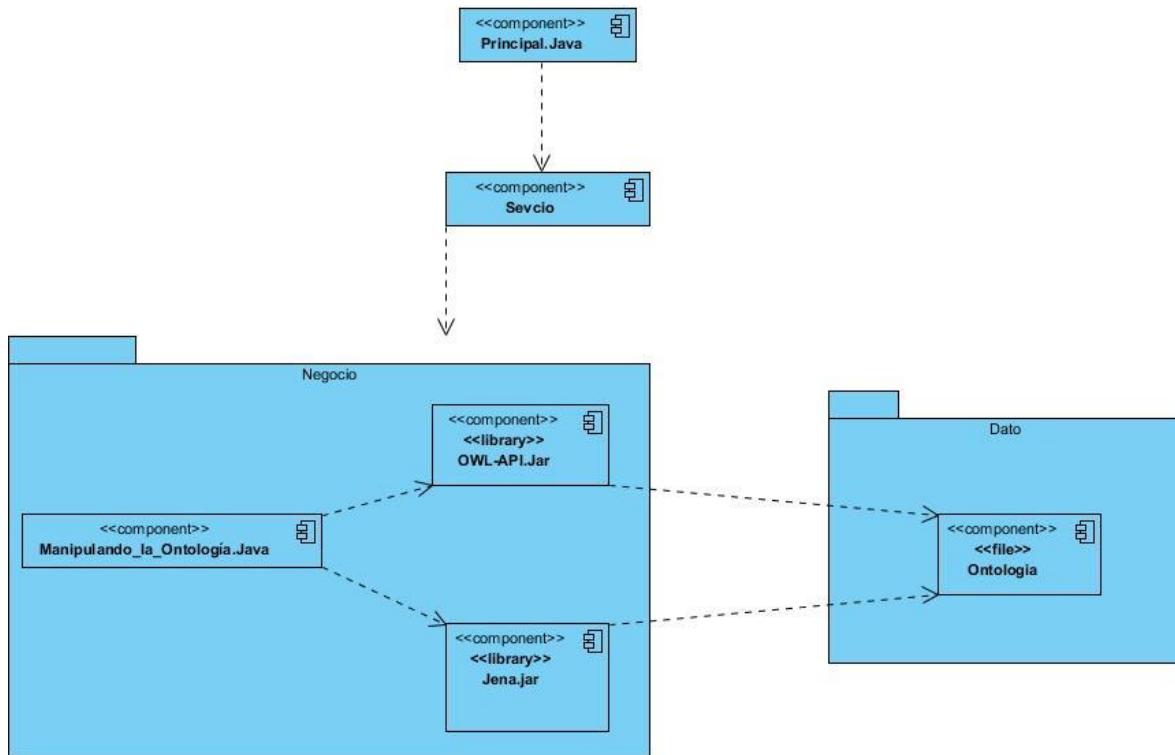 <<component>>
Principal.Java
<<component>>
Sevcio
Negocio
<<component>>
<<library>>
OWL-API.Jar
<<component>>
Manipulando_la_Ontología.Java
<<component>>
<<library>>
Jena.jar
Dato
<<component>>
<<file>>
Ontologia